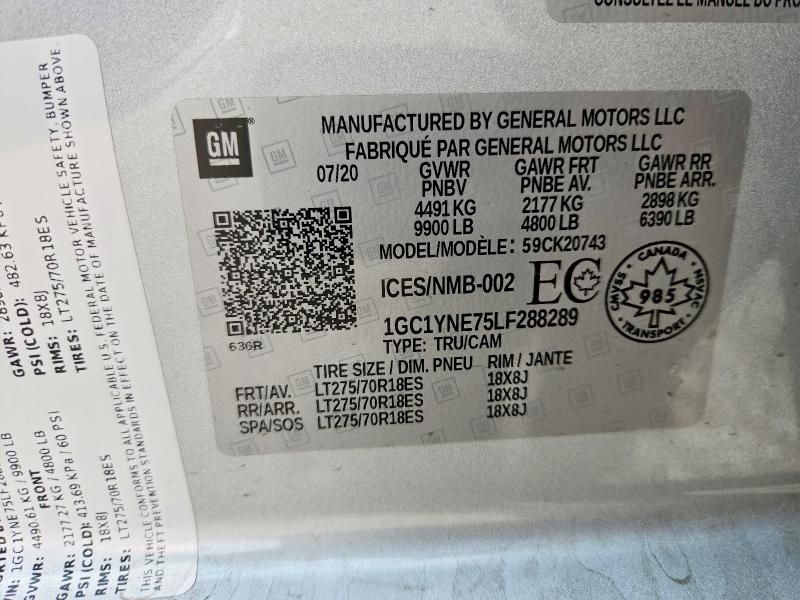 CONSULTEZ LE MANUEL DU
GM
MANUFACTURED BY GENERAL MOTORS LLC
FABRIQUÉ PAR GENERAL MOTORS LLC
07/20 GVWR GAWR FRT GAWR RR
PNBV PNBE AV. PNBE ARR.
4491 KG 2177 KG 2898 KG
9900 LB 4800 LB 6390 LB
MODEL/MODÈLE: 59CK20743
ICES/NMB-002 EC
CANADA
CMVSS 985 NSVAC
TRANSPORT
1GC1YNE75LF288289
TYPE: TRU/CAM
636R
TIRE SIZE / DIM. PNEU RIM / JANTE
FRT/AV. LT275/70R18ES 18X8J
RR/ARR. LT275/70R18ES 18X8J
SPA/SOS LT275/70R18ES 18X8J
VIN: 1GC1YNE75LF288
GVWR: 4490.61 KG / 9900 LB
FRONT
GAWR: 2177.27 KG / 4800 LB
PSI (COLD): 413.69 KPa / 60 PSI
RIMS: 18X8J
TIRES: LT275/70R18ES
GAWR:
PSI (COLD): 482.63
RIMS: 18X8J
TIRES: LT275/70R18ES
THIS VEHICLE CONFORMS TO ALL APPLICABLE U.S. FEDERAL MOTOR VEHICLE SAFETY, BUMPER
AND THEFT PREVENTION STANDARDS IN EFFECT ON THE DATE OF MANUFACTURE SHOWN ABOVE.